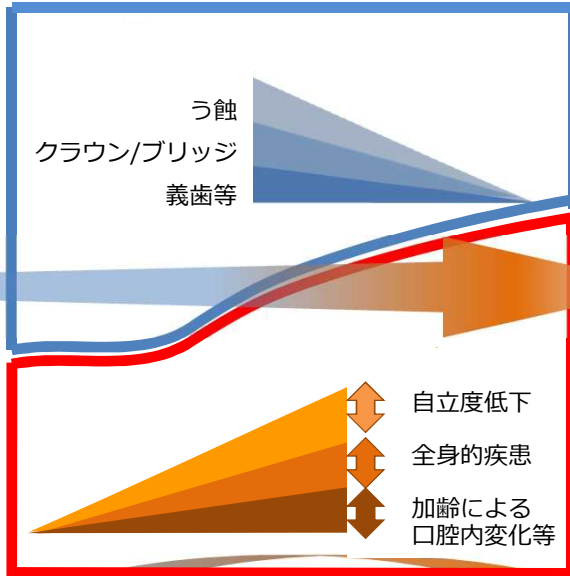 う蝕
クラウン/ブリッジ
義歯等
自立度低下
全身的疾患
加齢による
口腔内変化等